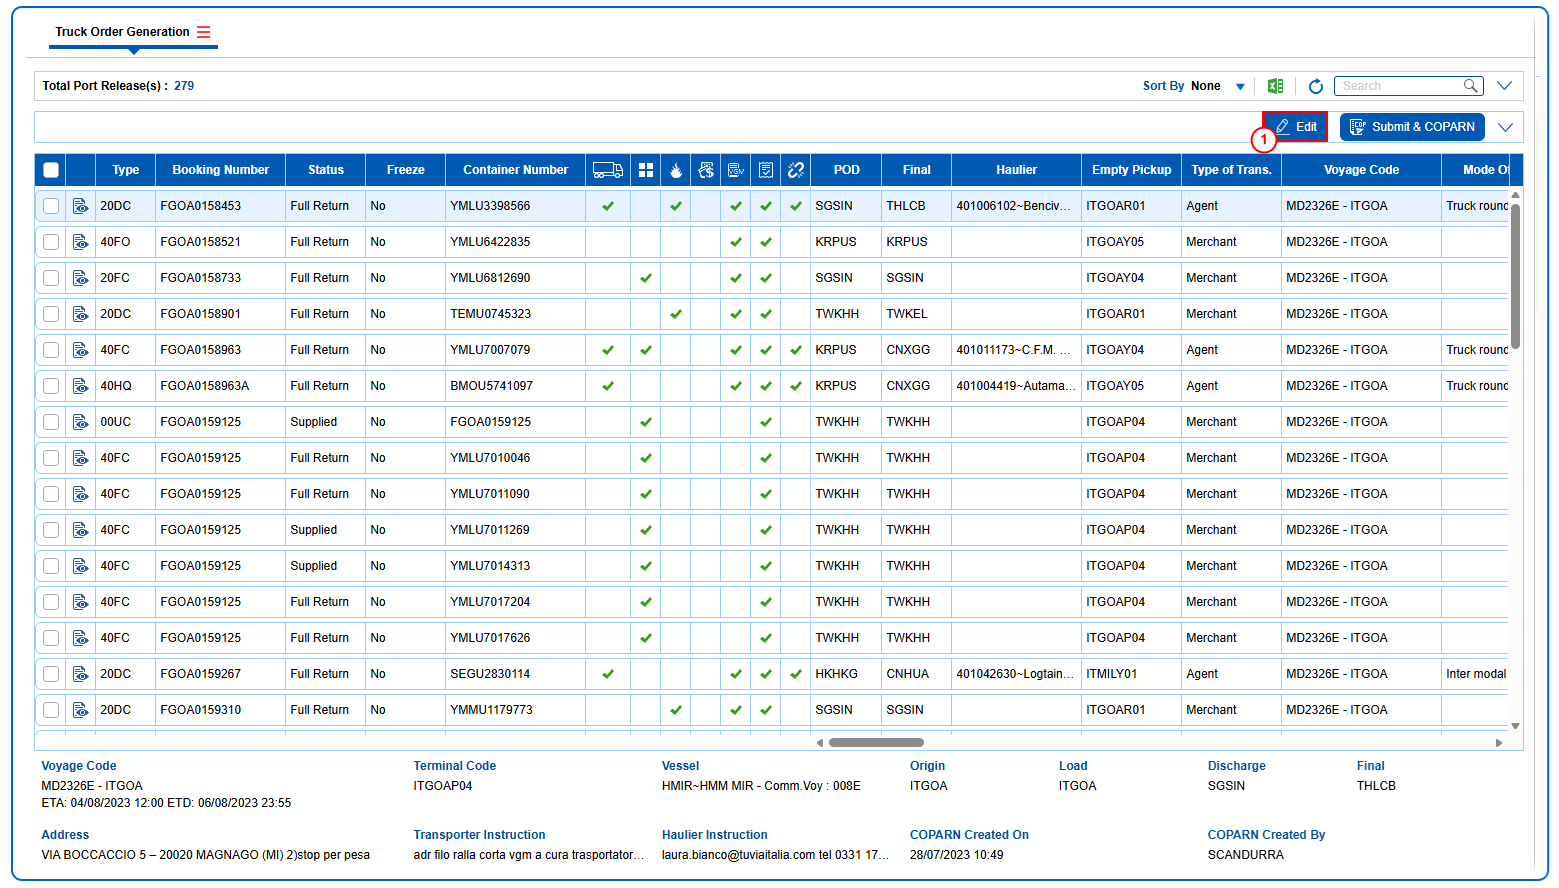 Truck Order Generation
Total Port Release(s) : 279
Sort By None
Search
1
Edit
Submit & COPARN
Type Booking Number Status Freeze Container Number VGM POD Final Haulier Empty Pickup Type of Trans. Voyage Code Mode Of
20DC FGOA0158453 Full Return No YMLU3398566 SGSIN THLCB 401006102~Benciv... ITGOAR01 Agent MD2326E - ITGOA Truck round
40FO FGOA0158521 Full Return No YMLU6422835 KRPUS KRPUS ITGOAY05 Merchant MD2326E - ITGOA
20FC FGOA0158733 Full Return No YMLU6812690 SGSIN SGSIN ITGOAY04 Merchant MD2326E - ITGOA
20DC FGOA0158901 Full Return No TEMU0745323 TWKHH TWKEL ITGOAR01 Merchant MD2326E - ITGOA
40FC FGOA0158963 Full Return No YMLU7007079 KRPUS CNXGG 401011173~C.F.M. ... ITGOAY04 Agent MD2326E - ITGOA Truck round
40HQ FGOA0158963A Full Return No BMOU5741097 KRPUS CNXGG 401004419~Autama... ITGOAY05 Agent MD2326E - ITGOA Truck round
00UC FGOA0159125 Supplied No FGOA0159125 TWKHH TWKHH ITGOAP04 Merchant MD2326E - ITGOA
40FC FGOA0159125 Full Return No YMLU7010046 TWKHH TWKHH ITGOAP04 Merchant MD2326E - ITGOA
40FC FGOA0159125 Full Return No YMLU7011090 TWKHH TWKHH ITGOAP04 Merchant MD2326E - ITGOA
40FC FGOA0159125 Supplied No YMLU7011269 TWKHH TWKHH ITGOAP04 Merchant MD2326E - ITGOA
40FC FGOA0159125 Supplied No YMLU7014313 TWKHH TWKHH ITGOAP04 Merchant MD2326E - ITGOA
40FC FGOA0159125 Full Return No YMLU7017204 TWKHH TWKHH ITGOAP04 Merchant MD2326E - ITGOA
40FC FGOA0159125 Full Return No YMLU7017626 TWKHH TWKHH ITGOAP04 Merchant MD2326E - ITGOA
20DC FGOA0159267 Full Return No SEGU2830114 HKHKG CNHUA 401042630~Logtain... ITMILY01 Agent MD2326E - ITGOA Inter modal
20DC FGOA0159310 Full Return No YMMU1179773 SGSIN SGSIN ITGOAR01 Merchant MD2326E - ITGOA
Voyage Code Terminal Code Vessel Origin Load Discharge Final
MD2326E - ITGOA ITGOAP04 HMIR~HMM MIR - Comm.Voy : 008E ITGOA ITGOA SGSIN THLCB
ETA: 04/08/2023 12:00 ETD: 06/08/2023 23:55
Address Transporter Instruction Haulier Instruction COPARN Created On COPARN Created By
VIA BOCCACCIO 5 – 20020 MAGNAGO (MI) 2)stop per pesa adr filo ralla corta vgm a cura trasportator... laura.bianco@tuviaitalia.com tel 0331 17... 28/07/2023 10:49 SCANDURRA